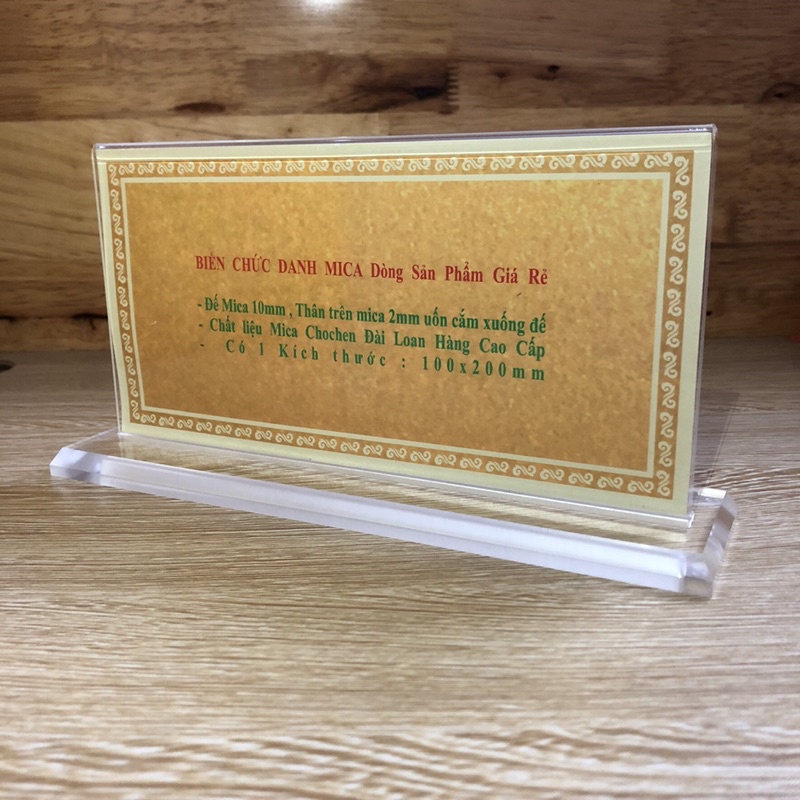 BIỂN CHỨC DANH MICA Dòng Sản Phẩm Giá Rẻ
- Đế Mica 10mm , Thân trên mica 2mm uốn cắm xuống đế
- Chất liệu Mica Chochen Đài Loan Hàng Cao Cấp
- Có 1 Kích thước : 100x200mm